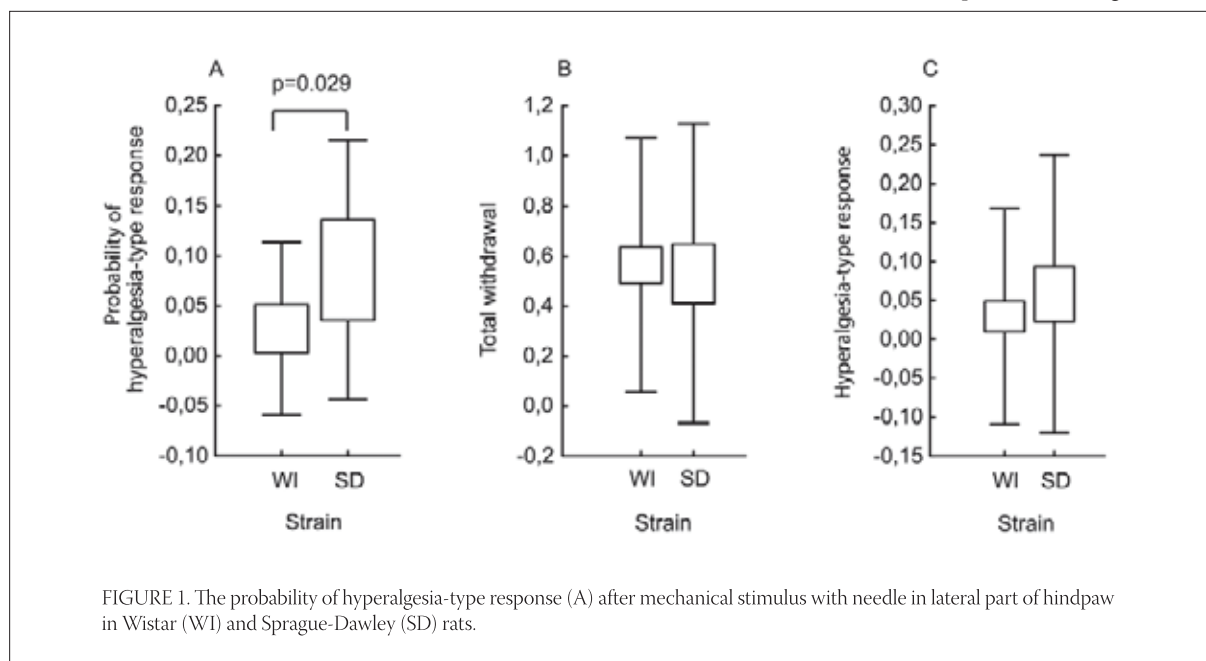 A
p=0.029
Probability of
hyperalgesia-type response
0,25
0,20
0,15
0,10
0,05
0,00
-0,05
-0,10
WI SD
Strain
B
Total withdrawal
1,2
1,0
0,8
0,6
0,4
0,2
0,0
-0,2
WI SD
Strain
C
Hyperalgesia-type response
0,30
0,25
0,20
0,15
0,10
0,05
0,00
-0,05
-0,10
-0,15
WI SD
Strain
FIGURE 1. The probability of hyperalgesia-type response (A) after mechanical stimulus with needle in lateral part of hindpaw
in Wistar (WI) and Sprague-Dawley (SD) rats.